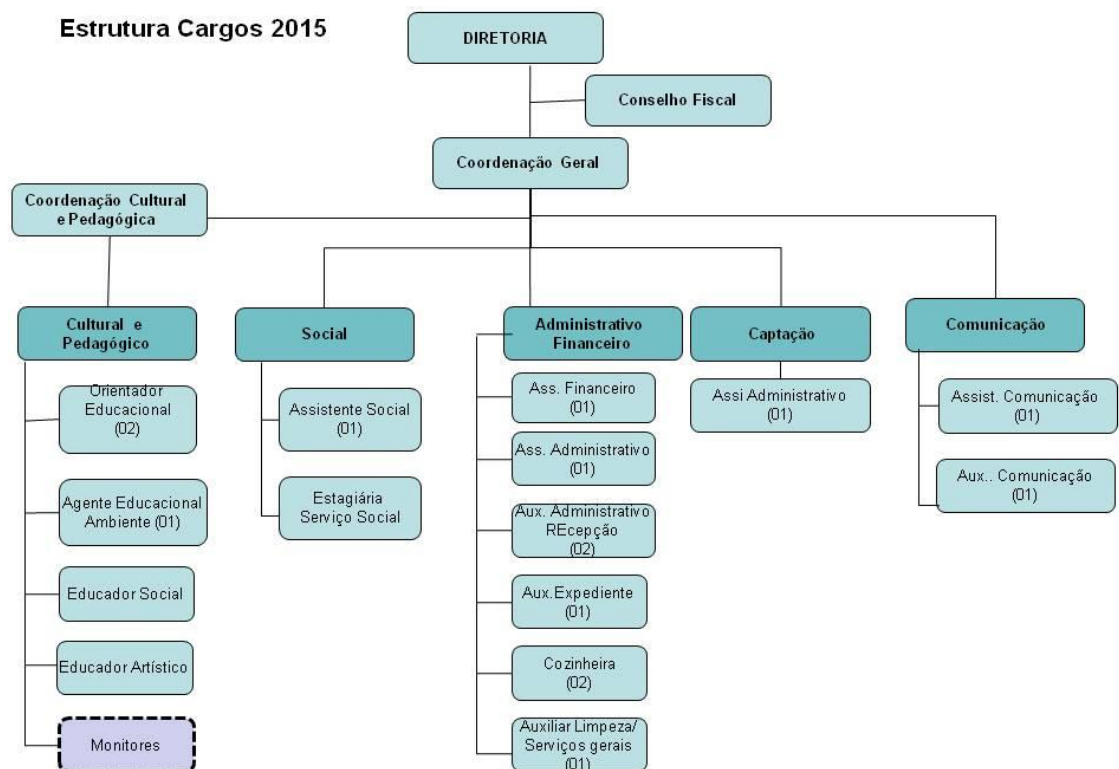 Estrutura Cargos 2015
DIRETORIA
Conselho Fiscal
Coordenação Geral
Coordenação Cultural
e Pedagógica
Cultural e
Pedagógico
Orientador
Educacional
(02)
Agente Educacional
Ambiente (01)
Educador Social
Educador Artístico
Monitores
Social
Assistente Social
(01)
Estagiária
Serviço Social
Administrativo
Financeiro
Ass. Financeiro
(01)
Ass. Administrativo
(01)
Aux. Administrativo
REcepção
(02)
Aux.Expediente
(01)
Cozinheira
(02)
Auxiliar Limpeza/
Serviços gerais
(01)
Captação
Assi Administrativo
(01)
Comunicação
Assist. Comunicação
(01)
Aux.. Comunicação
(01)